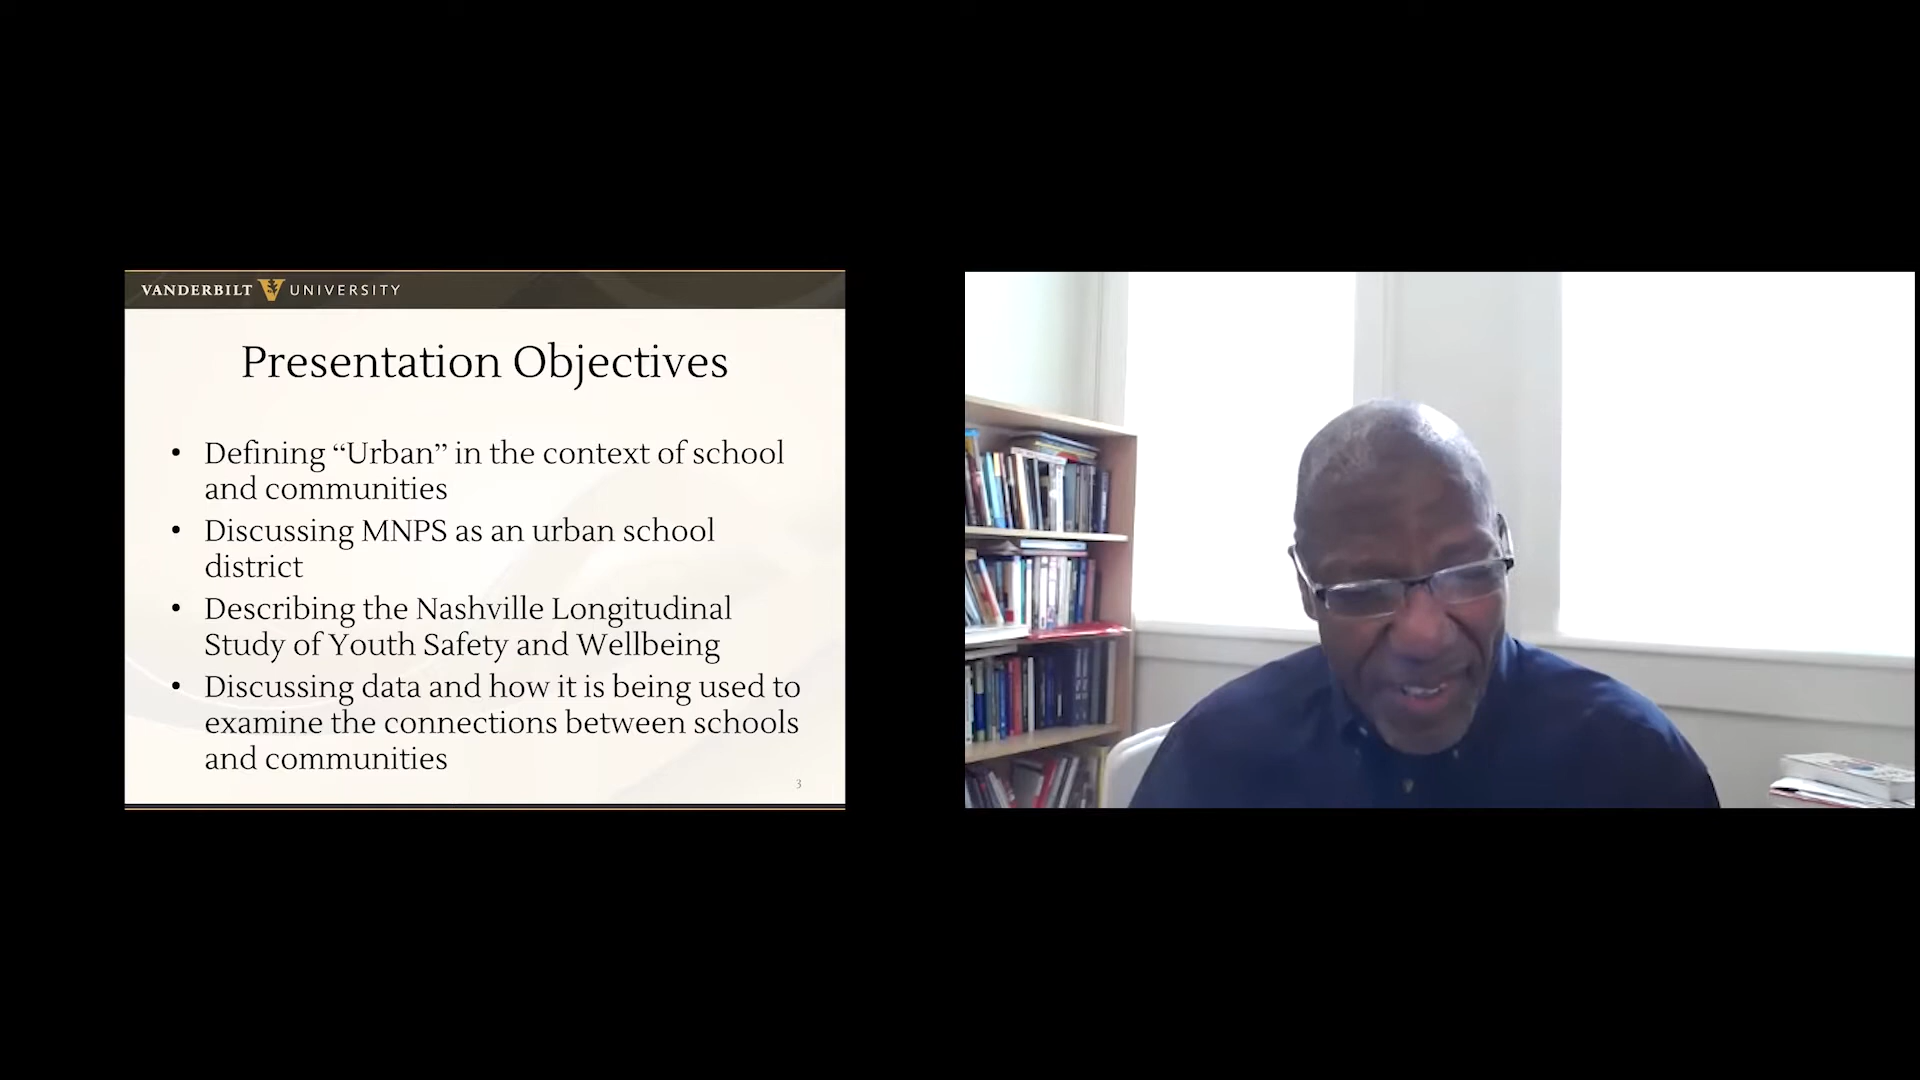 VANDERBILT UNIVERSITY
Presentation Objectives
• Defining “Urban” in the context of school
and communities
• Discussing MNPS as an urban school
district
• Describing the Nashville Longitudinal
Study of Youth Safety and Wellbeing
• Discussing data and how it is being used to
examine the connections between schools
and communities
3